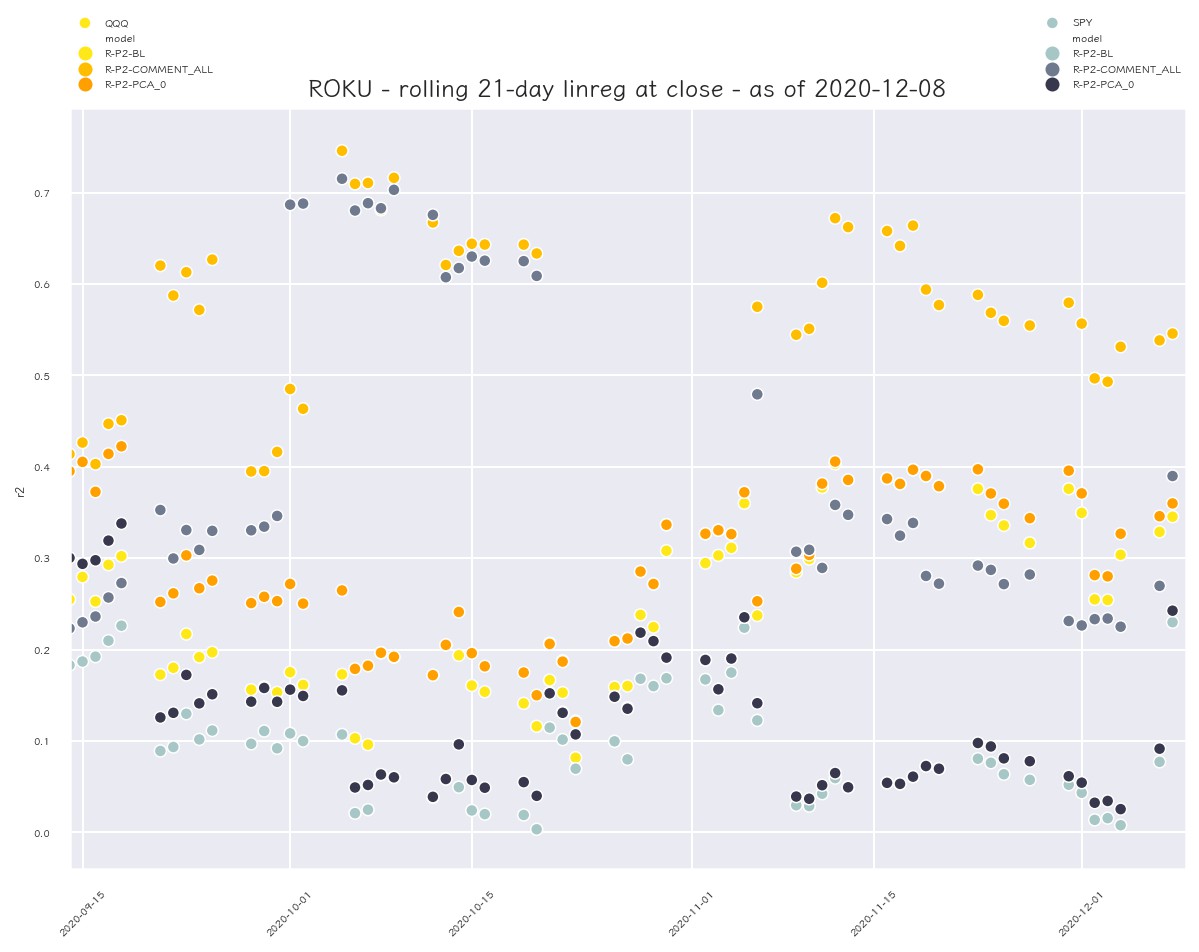 QQQ
model
R-P2-BL
R-P2-COMMENT_ALL
R-P2-PCA_0
SPY
model
R-P2-BL
R-P2-COMMENT_ALL
R-P2-PCA_0
ROKU - rolling 21-day linreg at close - as of 2020-12-08
r2
0.7
0.6
0.5
0.4
0.3
0.2
0.1
0.0
2020-09-15
2020-10-01
2020-10-15
2020-11-01
2020-11-15
2020-12-01